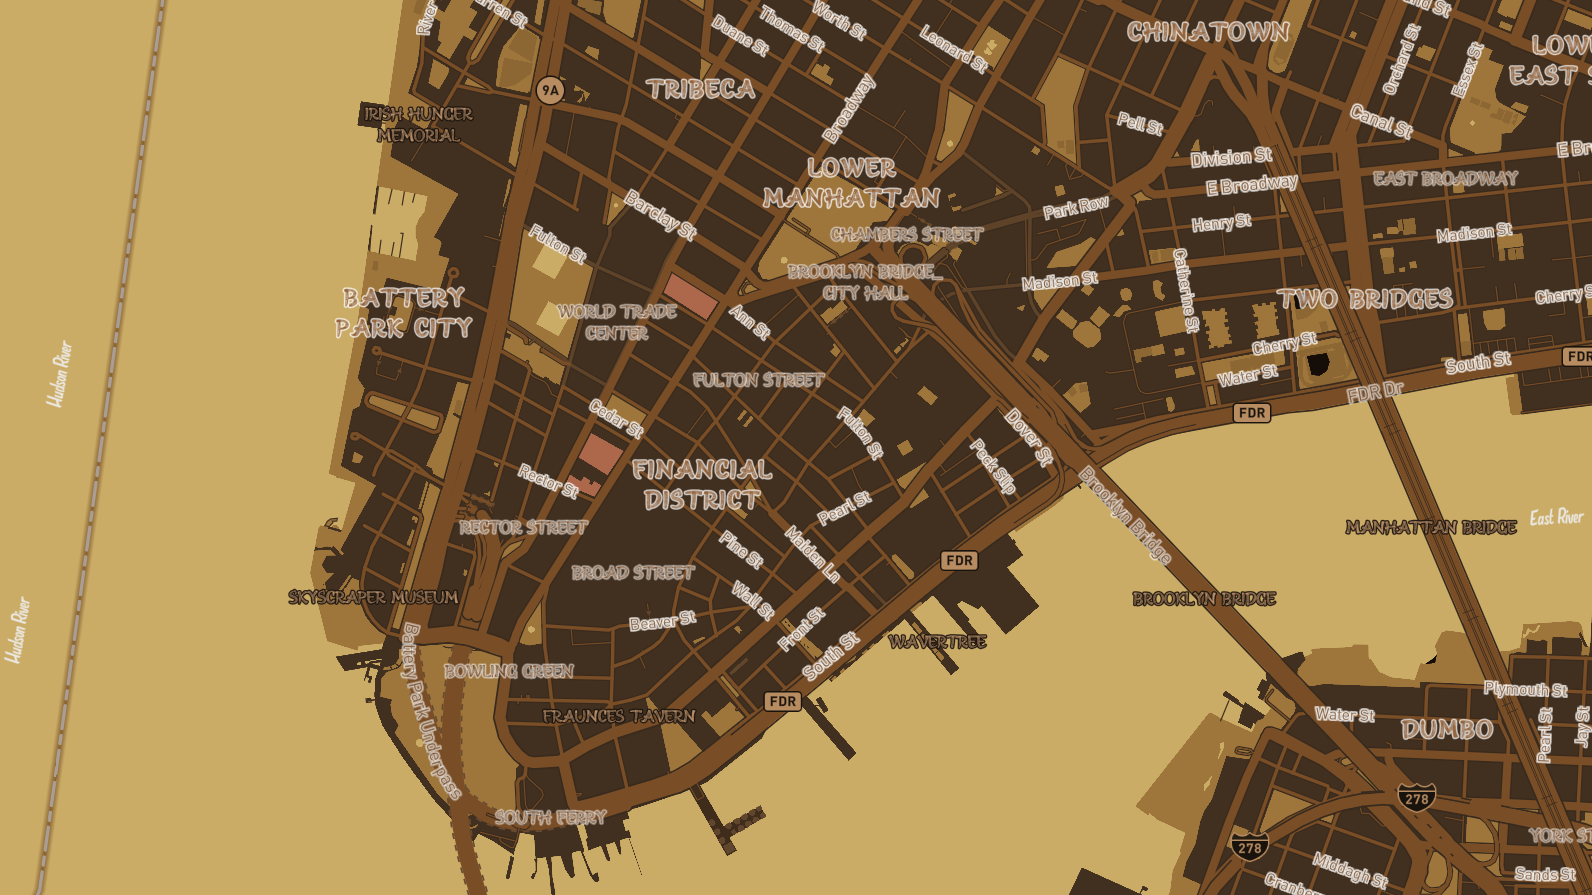 River
arren St
Duane St
Thomas St
Worth St
Leonard St
CHINATOWN
Orchard St
Essex St
LOW
EAST S
9A
TRIBECA
Broadway
Pell St
Canal St
IRISH HUNGER
MEMORIAL
LOWER
MANHATTAN
Division St
E Broadway
E Br
EAST BROADWAY
Barclay St
Park Row
Henry St
Madison St
Fulton St
CHAMBERS STREET
BROOKLYN BRIDGE_
CITY HALL
Madison St
Catherine St
TWO BRIDGES
Cherry St
BATTERY
PARK CITY
WORLD TRADE
CENTER
Ann St
Cherry St
Water St
South St
FDR
Hudson River
FULTON STREET
FDR Dr
FDR
Cedar St
Fulton St
Dover St
Peck Slip
Rector St
FINANCIAL
DISTRICT
Pearl St
Brooklyn Bridge
MANHATTAN BRIDGE
East River
RECTOR STREET
Pine St
Maiden Ln
FDR
BROAD STREET
SKYSCRAPER MUSEUM
Wall St
BROOKLYN BRIDGE
Hudson River
Beaver St
Front St
South St
WAVERTREE
Battery Park Underpass
BOWLING GREEN
FRAUNCES TAVERN
FDR
Plymouth St
Water St
DUMBO
Pearl St
Jay St
278
SOUTH FERRY
YORK ST
278
Middagh St
Sands St
Cranber